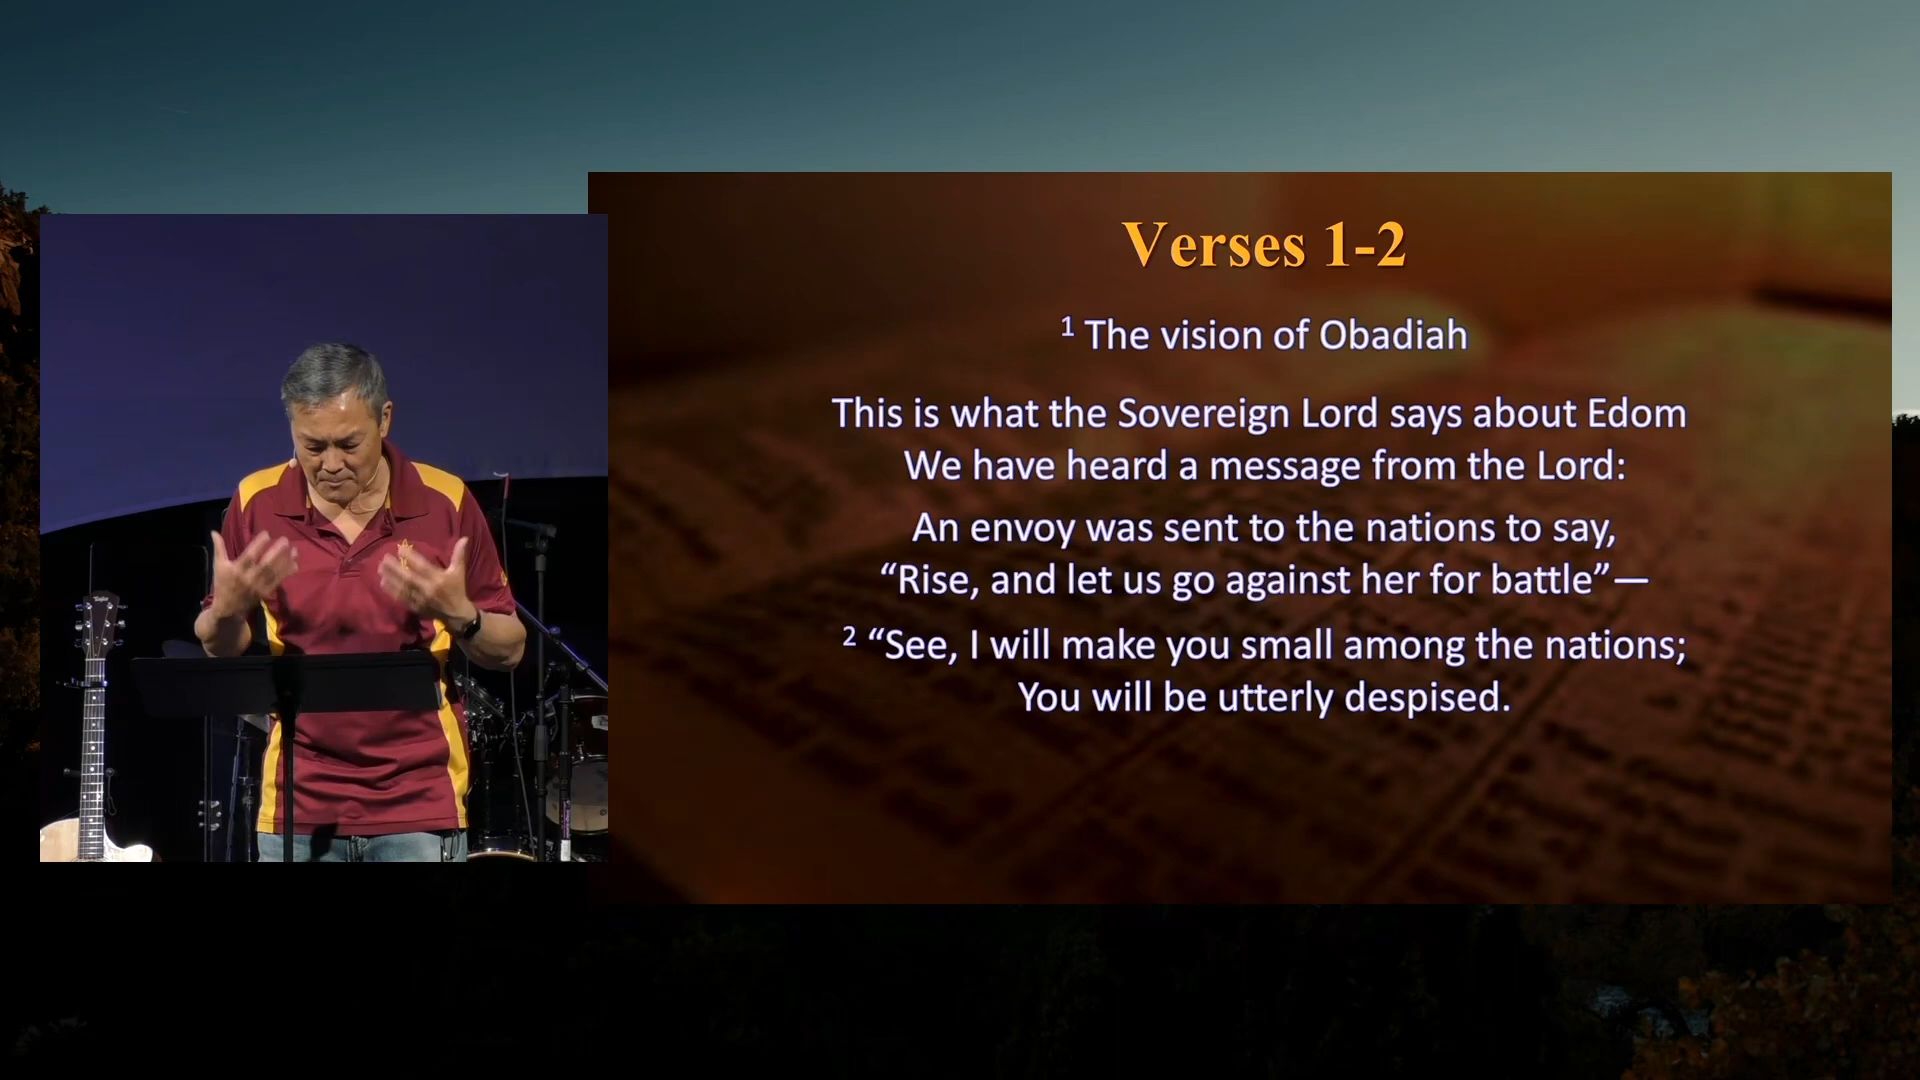 Verses 1-2
1 The vision of Obadiah
This is what the Sovereign Lord says about Edom
We have heard a message from the Lord:
An envoy was sent to the nations to say,
“Rise, and let us go against her for battle”—
2 “See, I will make you small among the nations;
You will be utterly despised.
Taylor